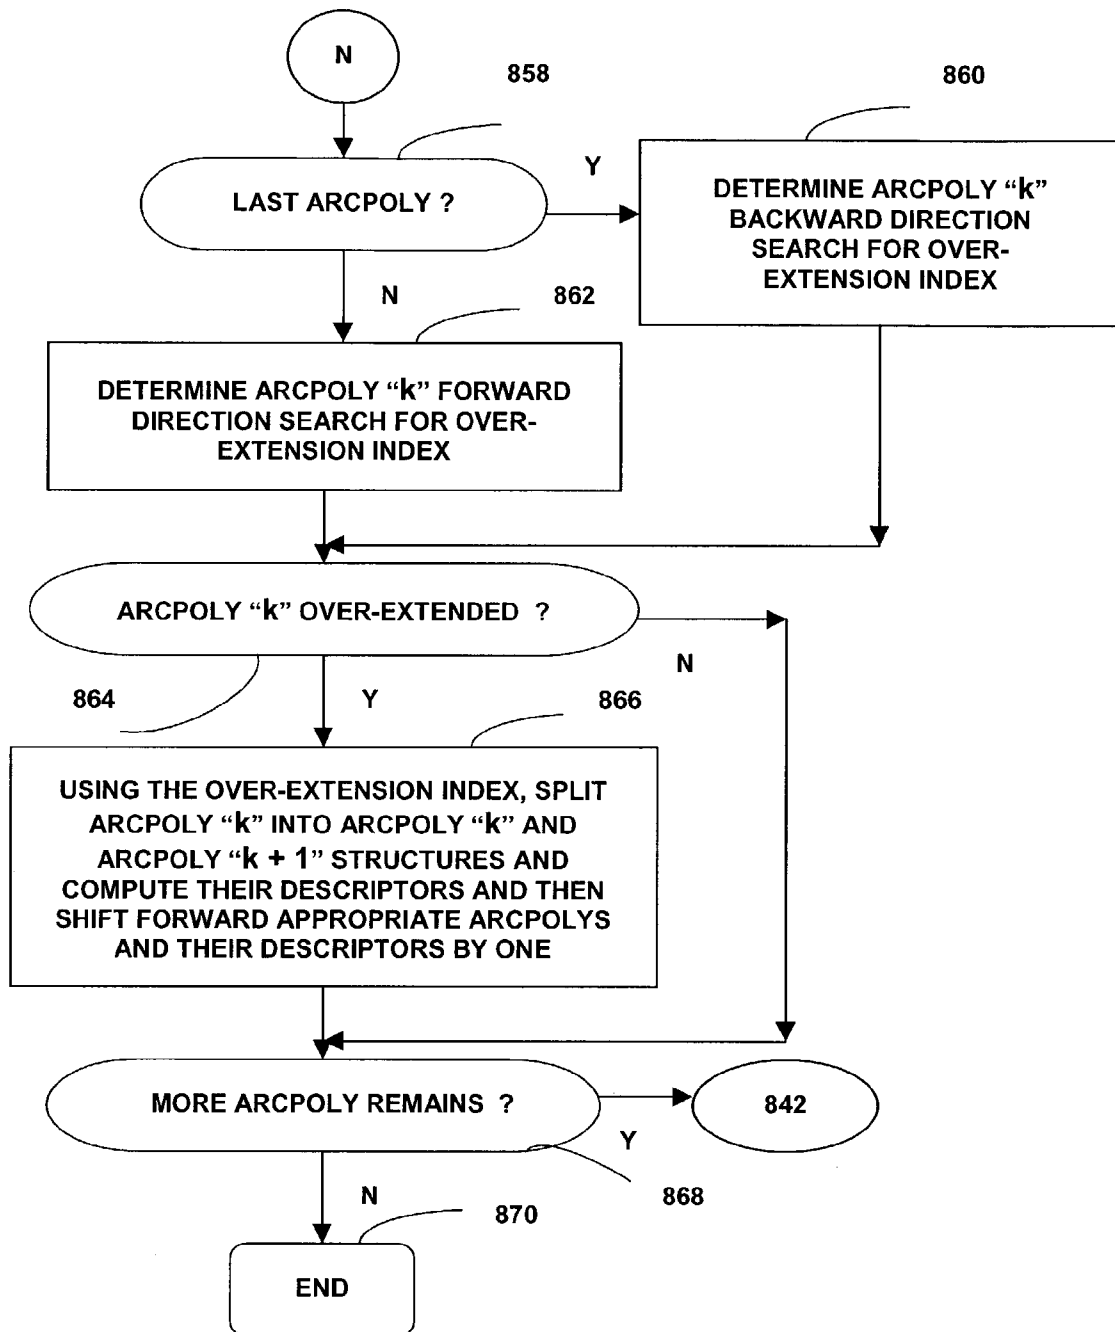 N
858
860
LAST ARCPOLY ?
Y
DETERMINE ARCPOLY “k”
BACKWARD DIRECTION
SEARCH FOR OVER-
EXTENSION INDEX
N
862
DETERMINE ARCPOLY “k” FORWARD
DIRECTION SEARCH FOR OVER-
EXTENSION INDEX
ARCPOLY “k” OVER-EXTENDED ?
N
864
Y
866
USING THE OVER-EXTENSION INDEX, SPLIT
ARCPOLY “k” INTO ARCPOLY “k” AND
ARCPOLY “k + 1” STRUCTURES AND
COMPUTE THEIR DESCRIPTORS AND THEN
SHIFT FORWARD APPROPRIATE ARCPOLYS
AND THEIR DESCRIPTORS BY ONE
MORE ARCPOLY REMAINS ?
842
Y
868
N
870
END